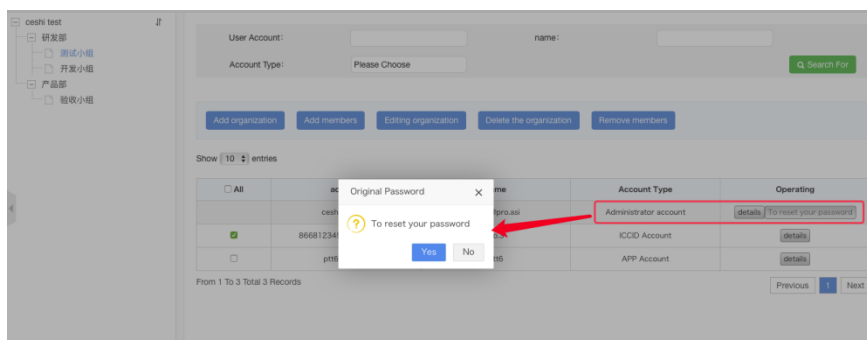 ceshi test
研发部
测试小组
开发小组
产品部
验收小组
User Account:
name:
Account Type:
Please Choose
Search For
Add organization
Add members
Editing organization
Delete the organization
Remove members
Show 10 entries
All
Account Type
Operating
Administrator account
details
To reset your password
ICCID Account
details
APP Account
details
Original Password
To reset your password
Yes
No
From 1 To 3 Total 3 Records
Previous
1
Next